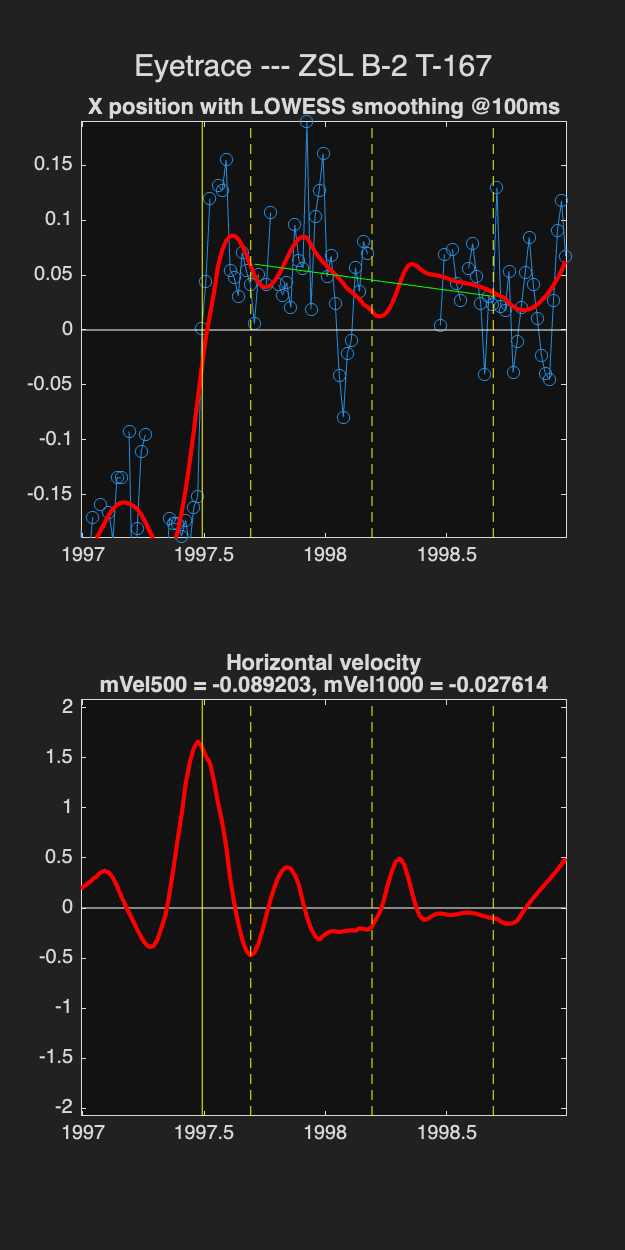 Eyetrace --- ZSL B-2 T-167
X position with LOWESS smoothing @100ms
0.15
0.1
0.05
0
-0.05
-0.1
-0.15
1997 1997.5 1998 1998.5
Horizontal velocity
mVel500 = -0.089203, mVel1000 = -0.027614
2
1.5
1
0.5
0
-0.5
-1
-1.5
-2
1997 1997.5 1998 1998.5